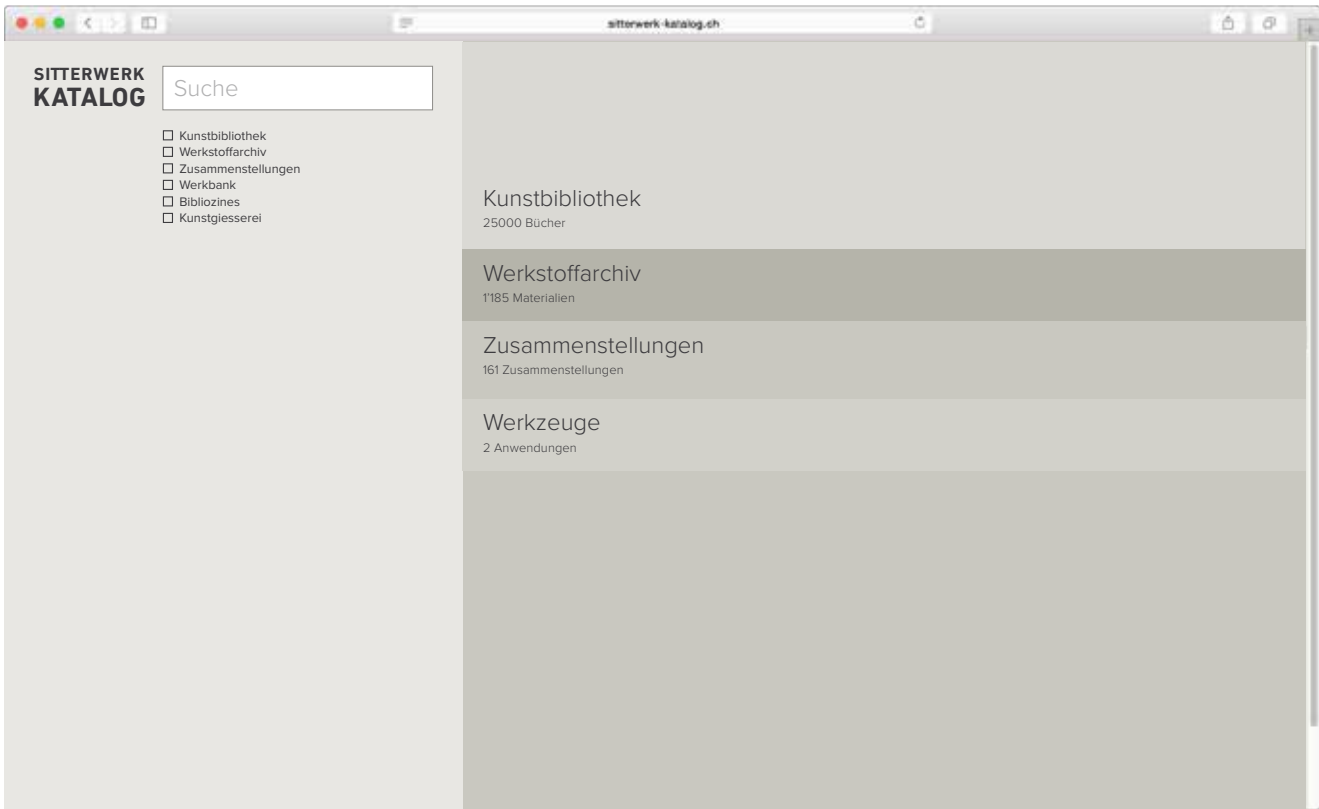 sitterwerk-katalog.ch
SITTERWERK
KATALOG
Suche
Kunstbibliothek
Werkstoffarchiv
Zusammenstellungen
Werkbank
Bibliozines
Kunstgiesserei
Kunstbibliothek
25000 Bücher
Werkstoffarchiv
1'185 Materialien
Zusammenstellungen
161 Zusammenstellungen
Werkzeuge
2 Anwendungen